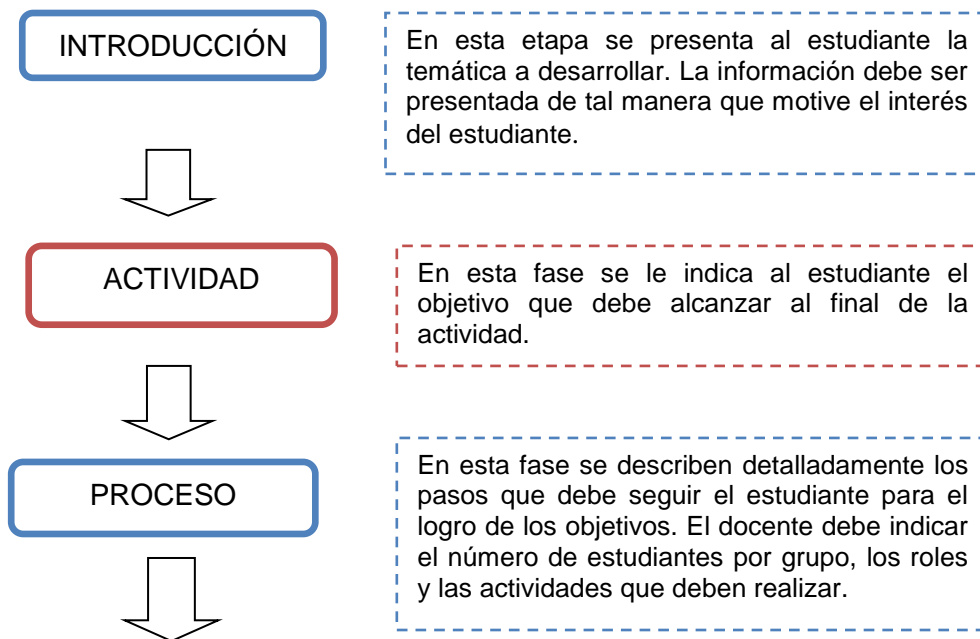 INTRODUCCIÓN
En esta etapa se presenta al estudiante la
temática a desarrollar. La información debe ser
presentada de tal manera que motive el interés
del estudiante.
ACTIVIDAD
En esta fase se le indica al estudiante el
objetivo que debe alcanzar al final de la
actividad.
PROCESO
En esta fase se describen detalladamente los
pasos que debe seguir el estudiante para el
logro de los objetivos. El docente debe indicar
el número de estudiantes por grupo, los roles
y las actividades que deben realizar.